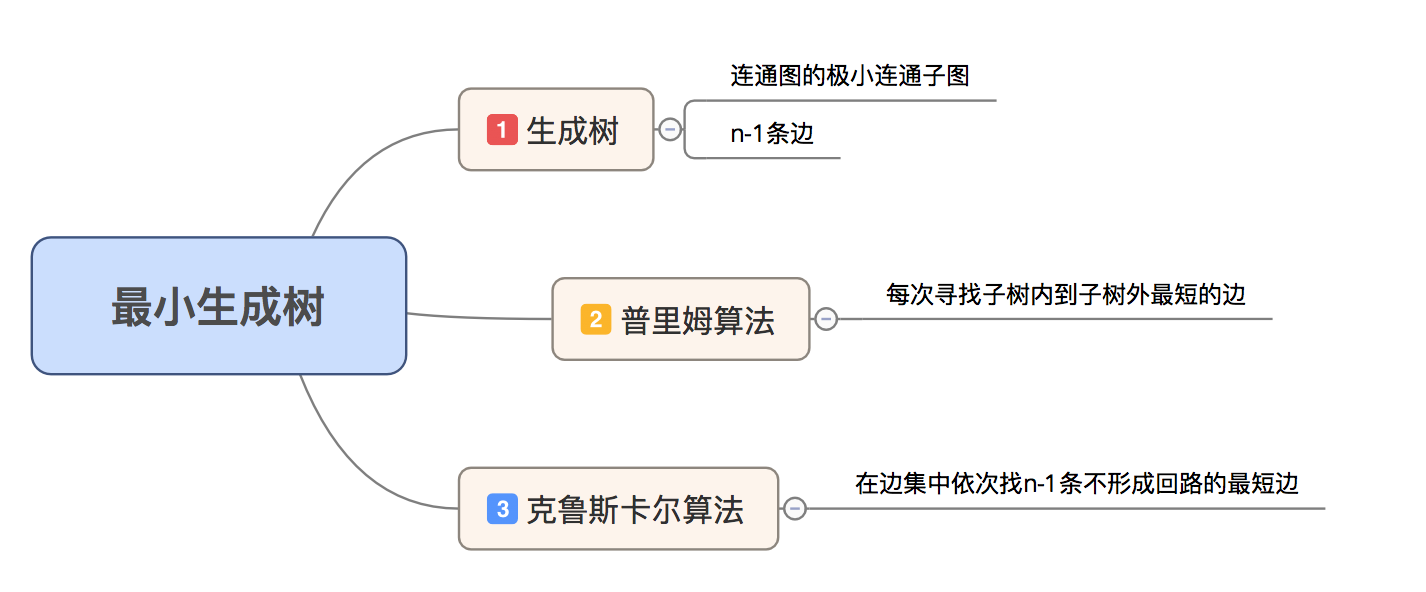 最小生成树
1 生成树
连通图的极小连通子图
n-1条边
2 普里姆算法
每次寻找子树内到子树外最短的边
3 克鲁斯卡尔算法
在边集中依次找n-1条不形成回路的最短边